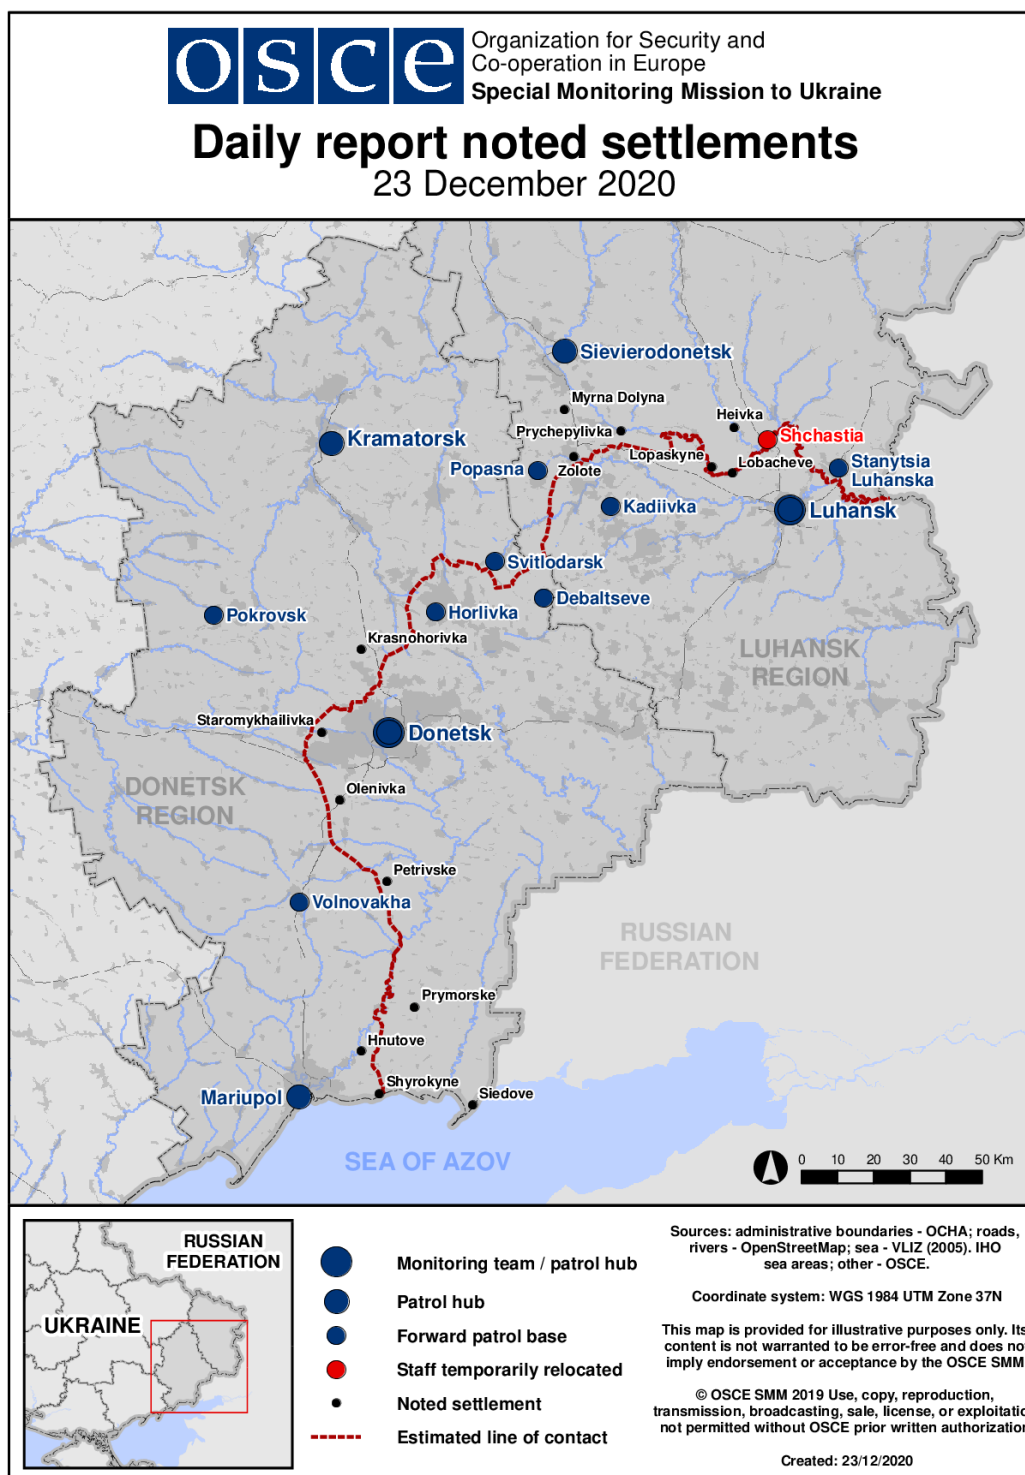 osce
Organization for Security and
Co-operation in Europe
Special Monitoring Mission to Ukraine
Daily report noted settlements
23 December 2020
Sievierodonetsk
Myrna Dolyna
Heivka
Prychepylivka
Shchastia
Kramatorsk
Lopaskyne
Lobacheve
Stanytsia
Luhanska
Popasna
Zolote
Kadiivka
Luhansk
Svitlodarsk
Debaltseve
Horlivka
Pokrovsk
Krasnohorivka
LUHANSK
REGION
Staromykhailivka
Donetsk
DONETSK
REGION
Olenivka
Petrivske
Volnovakha
RUSSIAN
FEDERATION
Prymorske
Hnutove
Shyrokyne
Siedove
Mariupol
SEA OF AZOV
0 10 20 30 40 50 Km
RUSSIAN
FEDERATION
UKRAINE
Monitoring team / patrol hub
Patrol hub
Forward patrol base
Staff temporarily relocated
Noted settlement
Estimated line of contact
Sources: administrative boundaries - OCHA; roads,
rivers - OpenStreetMap; sea - VLIZ (2005). IHO
sea areas; other - OSCE.
Coordinate system: WGS 1984 UTM Zone 37N
This map is provided for illustrative purposes only. Its
content is not warranted to be error-free and does no
imply endorsement or acceptance by the OSCE SMM
© OSCE SMM 2019 Use, copy, reproduction,
transmission, broadcasting, sale, license, or exploitatio
not permitted without OSCE prior written authorization
Created: 23/12/2020